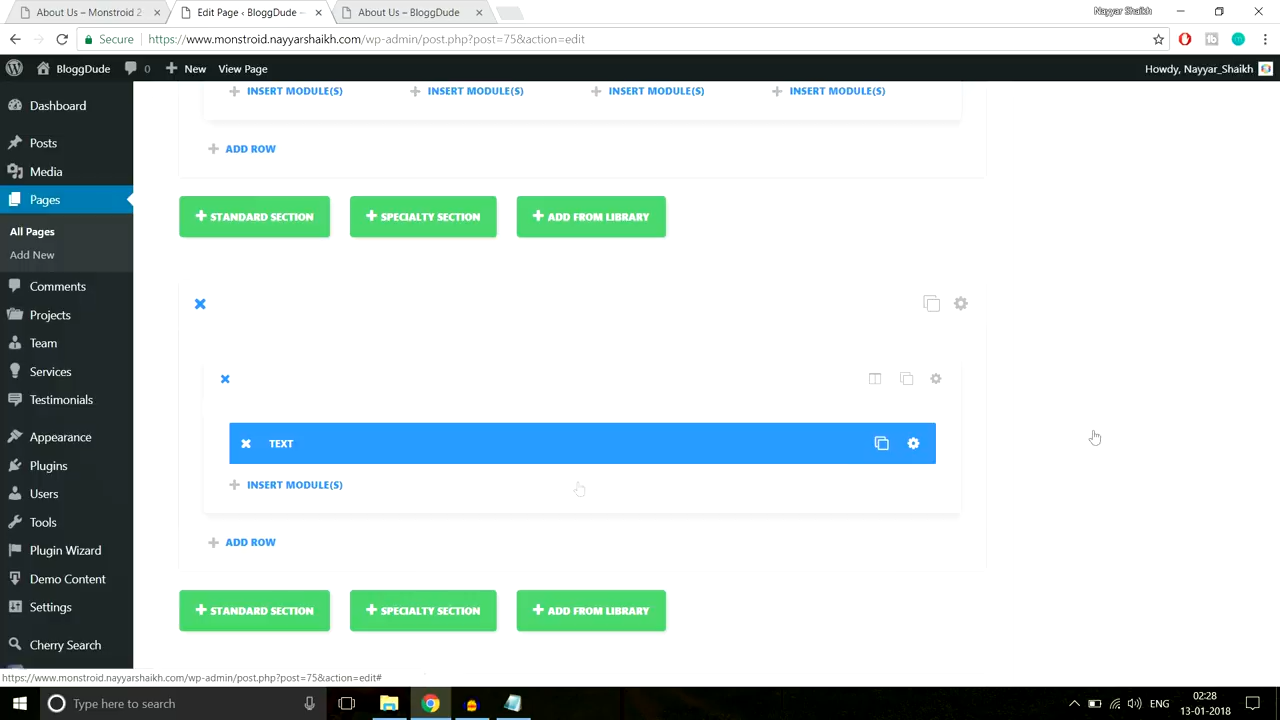 About Us – Monstroid 2
Edit Page ‹ BloggDude –
About Us – BloggDude
Nayyar Shaikh
Secure
https://www.monstroid.nayyarshaikh.com/wp-admin/post.php?post=75&action=edit
BloggDude
0
New
View Page
Howdy, Nayyar_Shaikh
Dashboard
Posts
Media
Pages
All Pages
Add New
Comments
Projects
Team
Services
Testimonials
Appearance
Plugins
Users
Tools
Plugin Wizard
Demo Content
Settings
Cherry Search
INSERT MODULE(S)
INSERT MODULE(S)
INSERT MODULE(S)
INSERT MODULE(S)
ADD ROW
STANDARD SECTION
SPECIALTY SECTION
ADD FROM LIBRARY
TEXT
INSERT MODULE(S)
ADD ROW
STANDARD SECTION
SPECIALTY SECTION
ADD FROM LIBRARY
https://www.monstroid.nayyarshaikh.com/wp-admin/post.php?post=75&action=edit#
Type here to search
ENG
02:28
13-01-2018